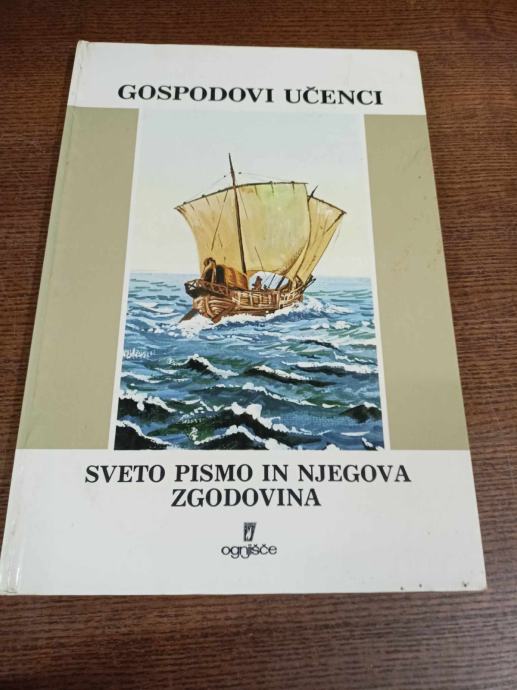 GOSPODOVI UČENCI
SVETO PISMO IN NJEGOVA
ZGODOVINA
ognjišče